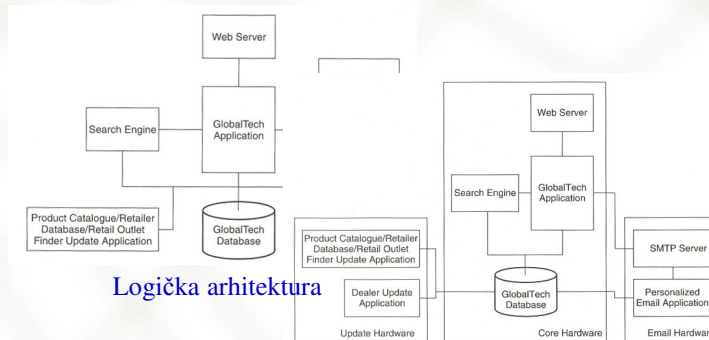 Web Server
Search Engine
GlobalTech
Application
Product Catalogue/Retailer
Database/Retail Outlet
Finder Update Application
GlobalTech
Database
Logička arhitektura
Web Server
Search Engine
GlobalTech
Application
Product Catalogue/Retailer
Database/Retail Outlet
Finder Update Application
SMTP Server
Dealer Update
Application
GlobalTech
Database
Personalized
Email Application
Update Hardware
Core Hardware
Email Hardwar